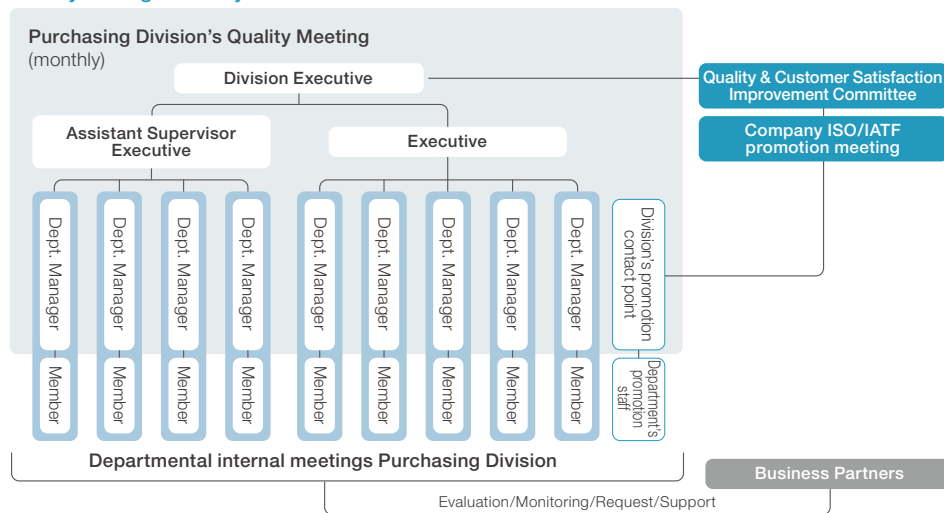 Purchasing Division's Quality Meeting
(monthly)
Division Executive
Quality & Customer Satisfaction
Improvement Committee
Company ISO/IATF
promotion meeting
Assistant Supervisor
Executive
Executive
Dept. Manager
Dept. Manager
Dept. Manager
Dept. Manager
Dept. Manager
Dept. Manager
Dept. Manager
Dept. Manager
Dept. Manager
Division's promotion
contact point
Member
Member
Member
Member
Member
Member
Member
Member
Member
Department's
promotion
staff
Departmental internal meetings Purchasing Division
Business Partners
Evaluation/Monitoring/Request/Support